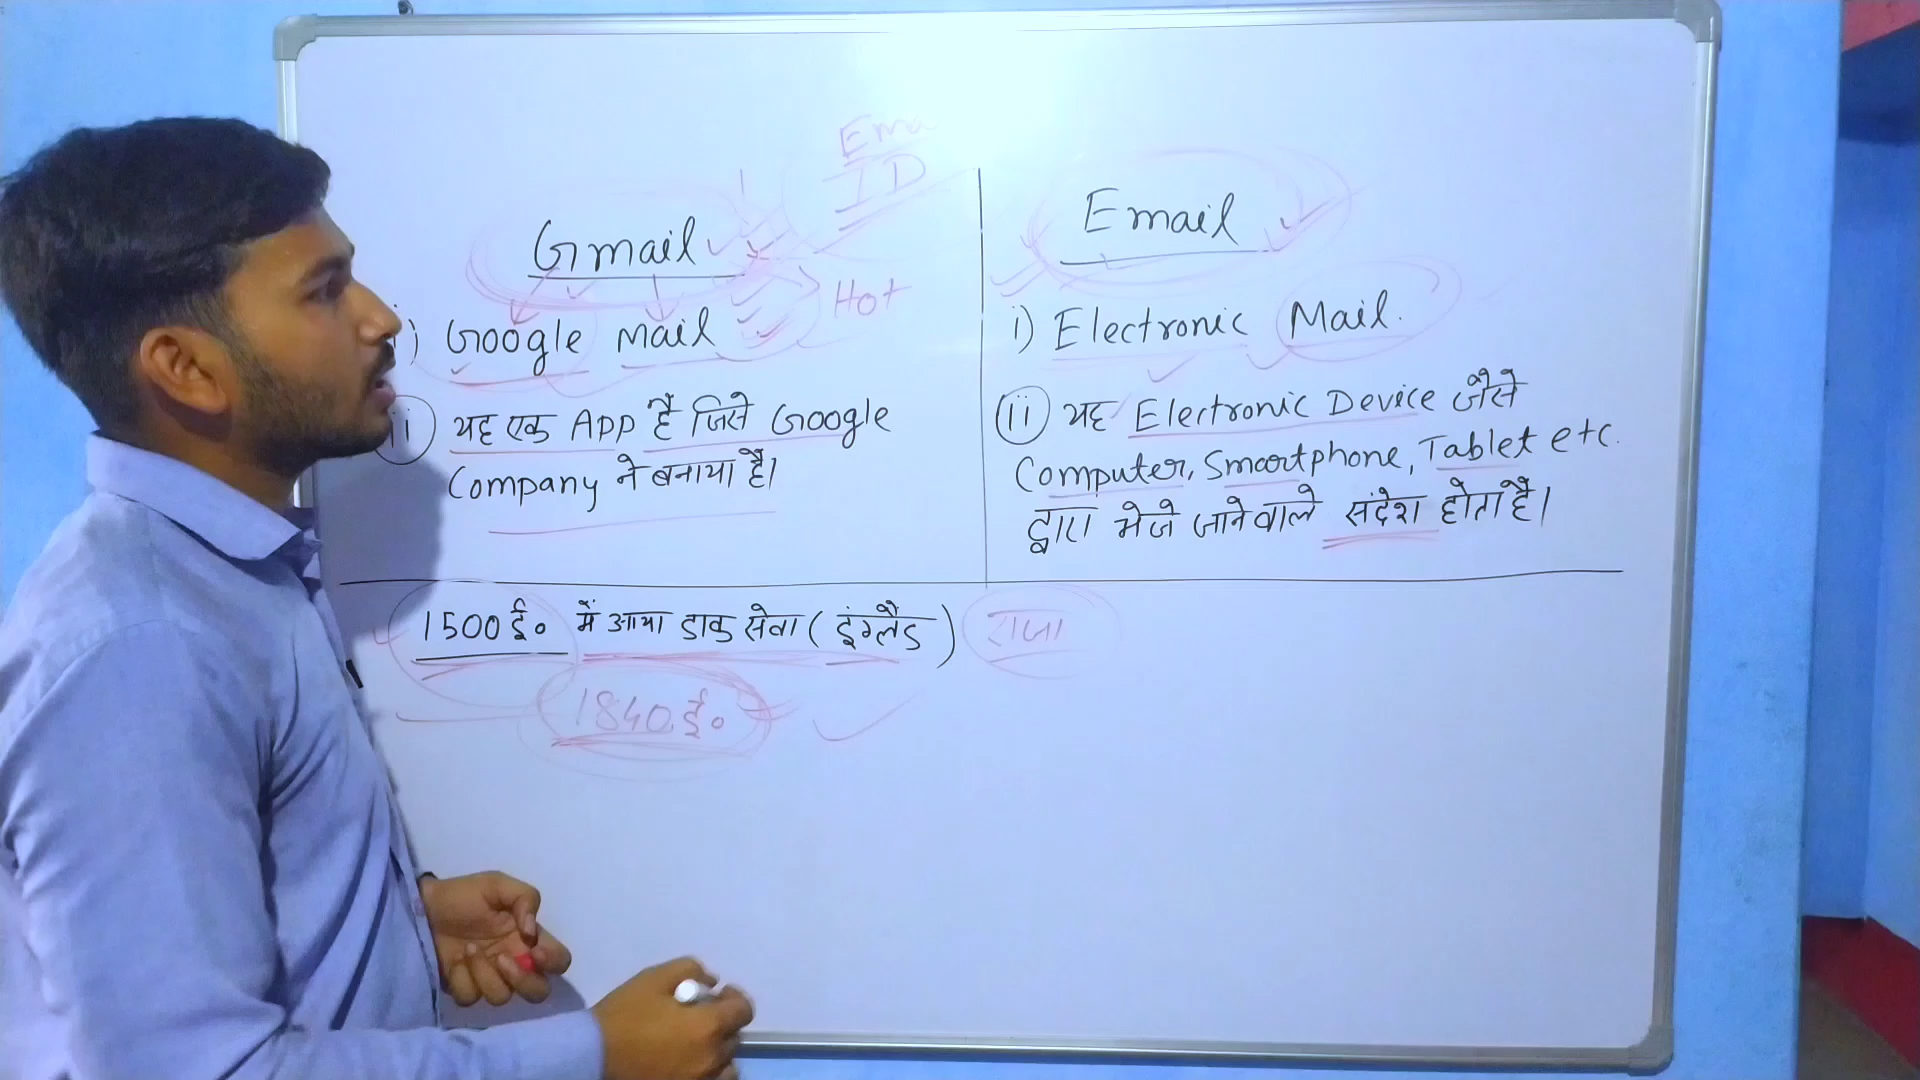 Ema
ID
Gmail
Hot
i) Google Mail
ii) यह एक App है जिसे Google
Company ने बनाया है।
Email
i) Electronic Mail.
ii) यह Electronic Device जैसे
Computer, Smartphone, Tablet etc.
द्वारा भेजे जाने वाले संदेश होता है।
1500 ई० में आया डाक सेवा (इंग्लैंड) राजा
1840 ई०